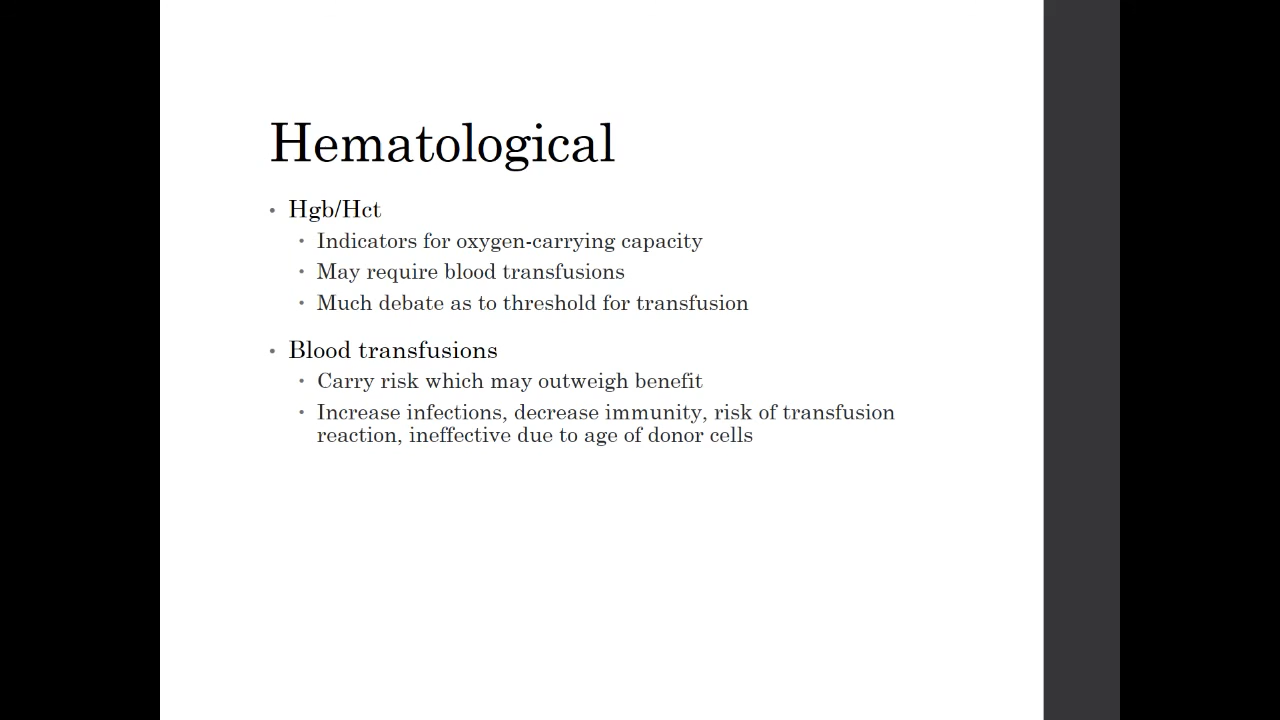 Hematological
• Hgb/Hct
• Indicators for oxygen-carrying capacity
• May require blood transfusions
• Much debate as to threshold for transfusion
• Blood transfusions
• Carry risk which may outweigh benefit
• Increase infections, decrease immunity, risk of transfusion
reaction, ineffective due to age of donor cells